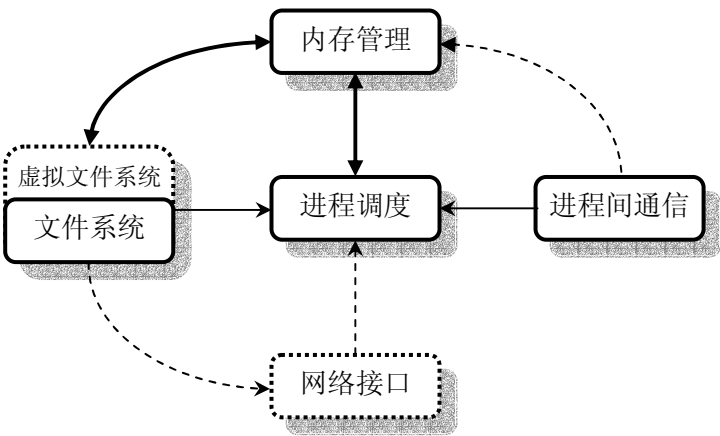 内存管理
虚拟文件系统
文件系统
进程调度
进程间通信
网络接口